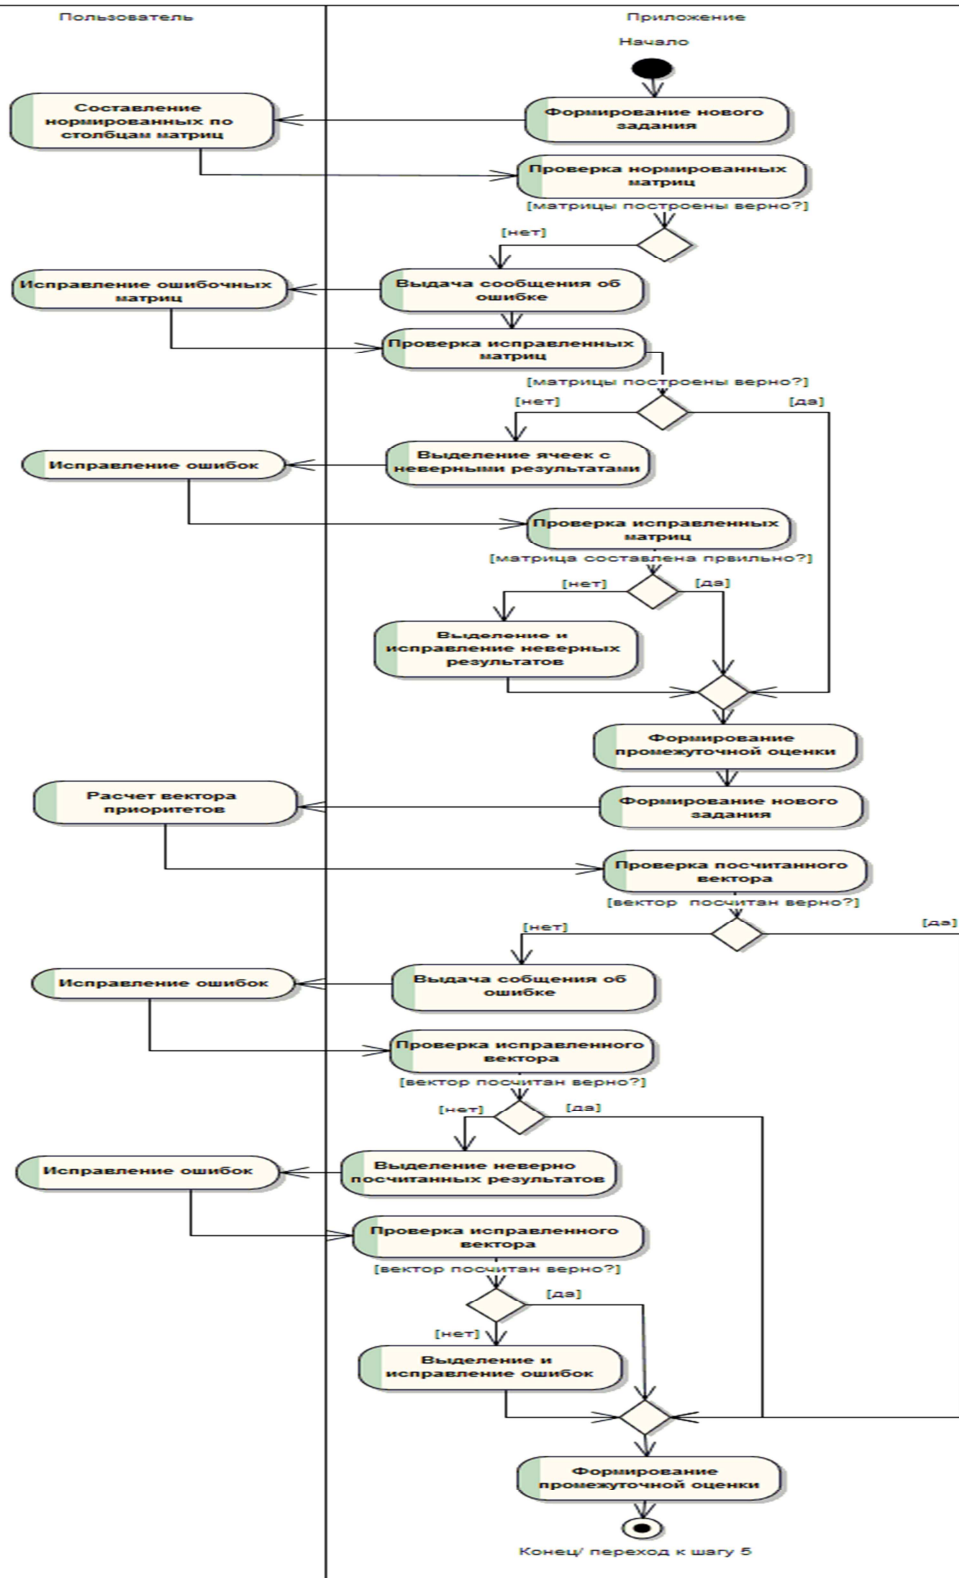 Пользователь
Приложение
Начало
Составление
нормированных по
столбцам матриц
Формирование нового
задания
Проверка нормированных
матриц
[матрицы построены верно?]
[нет]
Исправление ошибочных
матриц
Выдача сообщения об
ошибке
Проверка исправленных
матриц
[матрицы построены верно?]
[нет]
[да]
Исправление ошибок
Выделение ячеек с
неверными результатами
Проверка исправленных
матриц
[матрица составлена првильно?]
[нет]
[да]
Выделение и
исправление неверных
результатов
Формирование
промежуточной оценки
Расчет вектора
приоритетов
Формирование нового
задания
Проверка посчитанного
вектора
[вектор посчитан верно?]
[нет]
[да]
Исправление ошибок
Выдача собщения об
ошибке
Проверка исправленного
вектора
[вектор посчитан верно?]
[нет]
[да]
Исправление ошибок
Выделение неверно
посчитанных результатов
Проверка исправленного
вектора
[вектор посчитан верно?]
[да]
[нет]
Выделение и
исправление ошибок
Формирование
промежуточной оценки
Конец/ переход к шагу 5